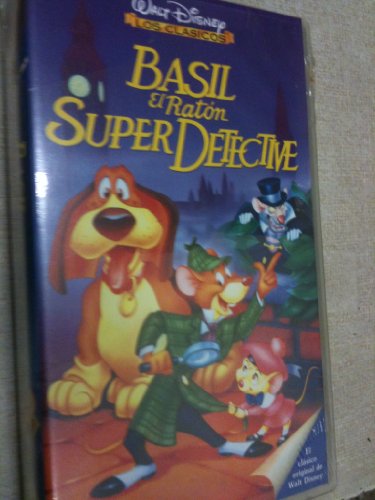 WALT DISNEY
LOS CLASICOS
BASIL
El Ratón
SUPER DETECTIVE
El
clásico
original de
Walt Disney